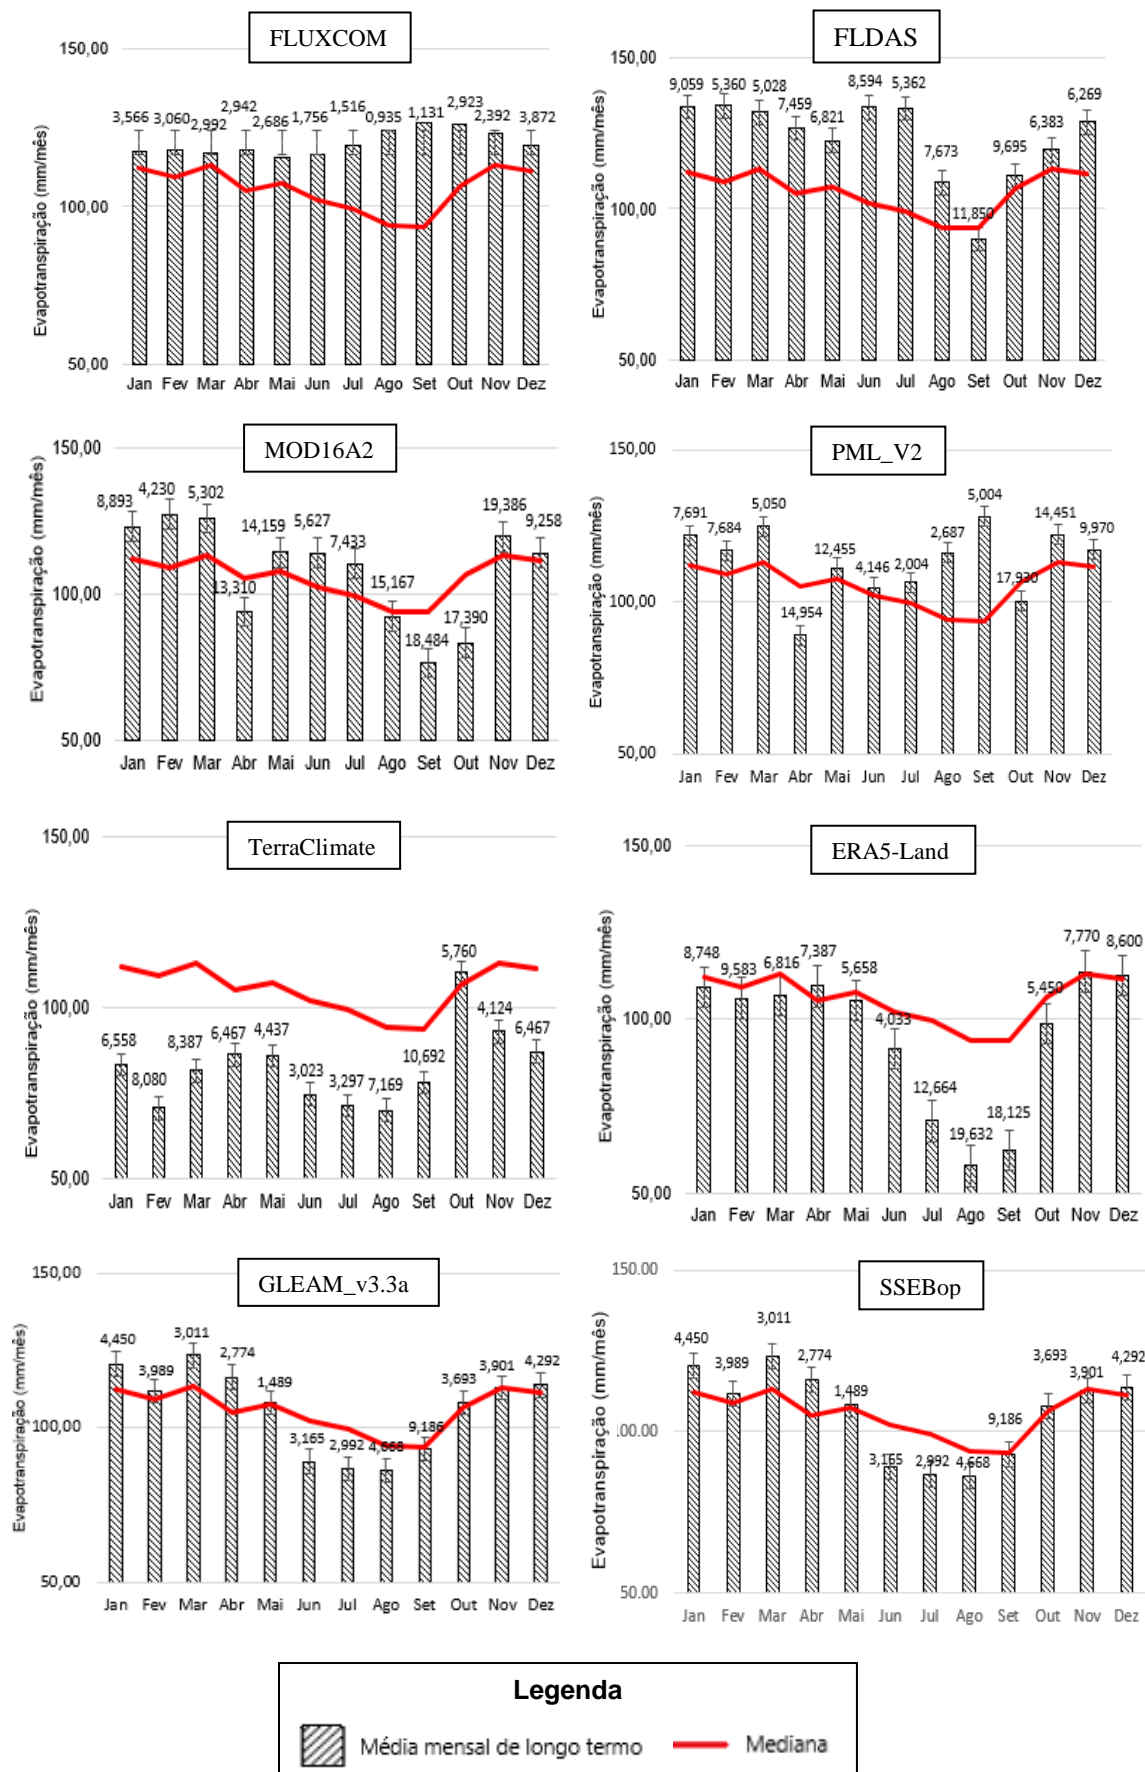 FLUXCOM
Evapotranspiração (mm/mês)
150,00
100,00
50,00
3,566 3,060 2,992 2,942 2,686 1,756 1,516 0,935 1,131 2,923 2,392 3,872
Jan Fev Mar Abr Mai Jun Jul Ago Set Out Nov Dez
FLDAS
Evapotranspiração (mm/mês)
150,00
100,00
50,00
9,059 5,360 5,028 7,459 6,821 8,594 5,362 7,673 11,850 9,695 6,383 6,269
Jan Fev Mar Abr Mai Jun Jul Ago Set Out Nov Dez
MOD16A2
Evapotranspiração (mm/mês)
150,00
100,00
50,00
8,893 4,230 5,302 13,310 14,159 5,627 7,433 15,167 18,484 17,390 19,386 9,258
Jan Fev Mar Abr Mai Jun Jul Ago Set Out Nov Dez
PML_V2
Evapotranspiração (mm/mês)
150,00
100,00
50,00
7,691 7,684 5,050 14,954 12,455 4,146 2,004 2,687 5,004 17,930 14,451 9,970
Jan Fev Mar Abr Mai Jun Jul Ago Set Out Nov Dez
TerraClimate
Evapotranspiração (mm/mês)
150,00
100,00
50,00
6,558 8,080 8,387 6,467 4,437 3,023 3,297 7,169 10,692 5,760 4,124 6,467
Jan Fev Mar Abr Mai Jun Jul Ago Set Out Nov Dez
ERA5-Land
Evapotranspiração (mm/mês)
150,00
100,00
50,00
8,748 9,583 6,816 7,387 5,658 4,033 12,664 19,632 18,125 5,450 7,770 8,600
Jan Fev Mar Abr Mai Jun Jul Ago Set Out Nov Dez
GLEAM_v3.3a
Evapotranspiração (mm/mês)
150,00
100,00
50,00
4,450 3,989 3,011 2,774 1,489 3,165 2,992 4,668 9,186 3,693 3,901 4,292
Jan Fev Mar Abr Mai Jun Jul Ago Set Out Nov Dez
SSEBop
Evapotranspiração (mm/mês)
150.00
100.00
50.00
4,450 3,989 3,011 2,774 1,489 3,165 2,992 4,668 9,186 3,693 3,901 4,292
Jan Fev Mar Abr Mai Jun Jul Ago Set Out Nov Dez
Legenda
Média mensal de longo termo
Mediana